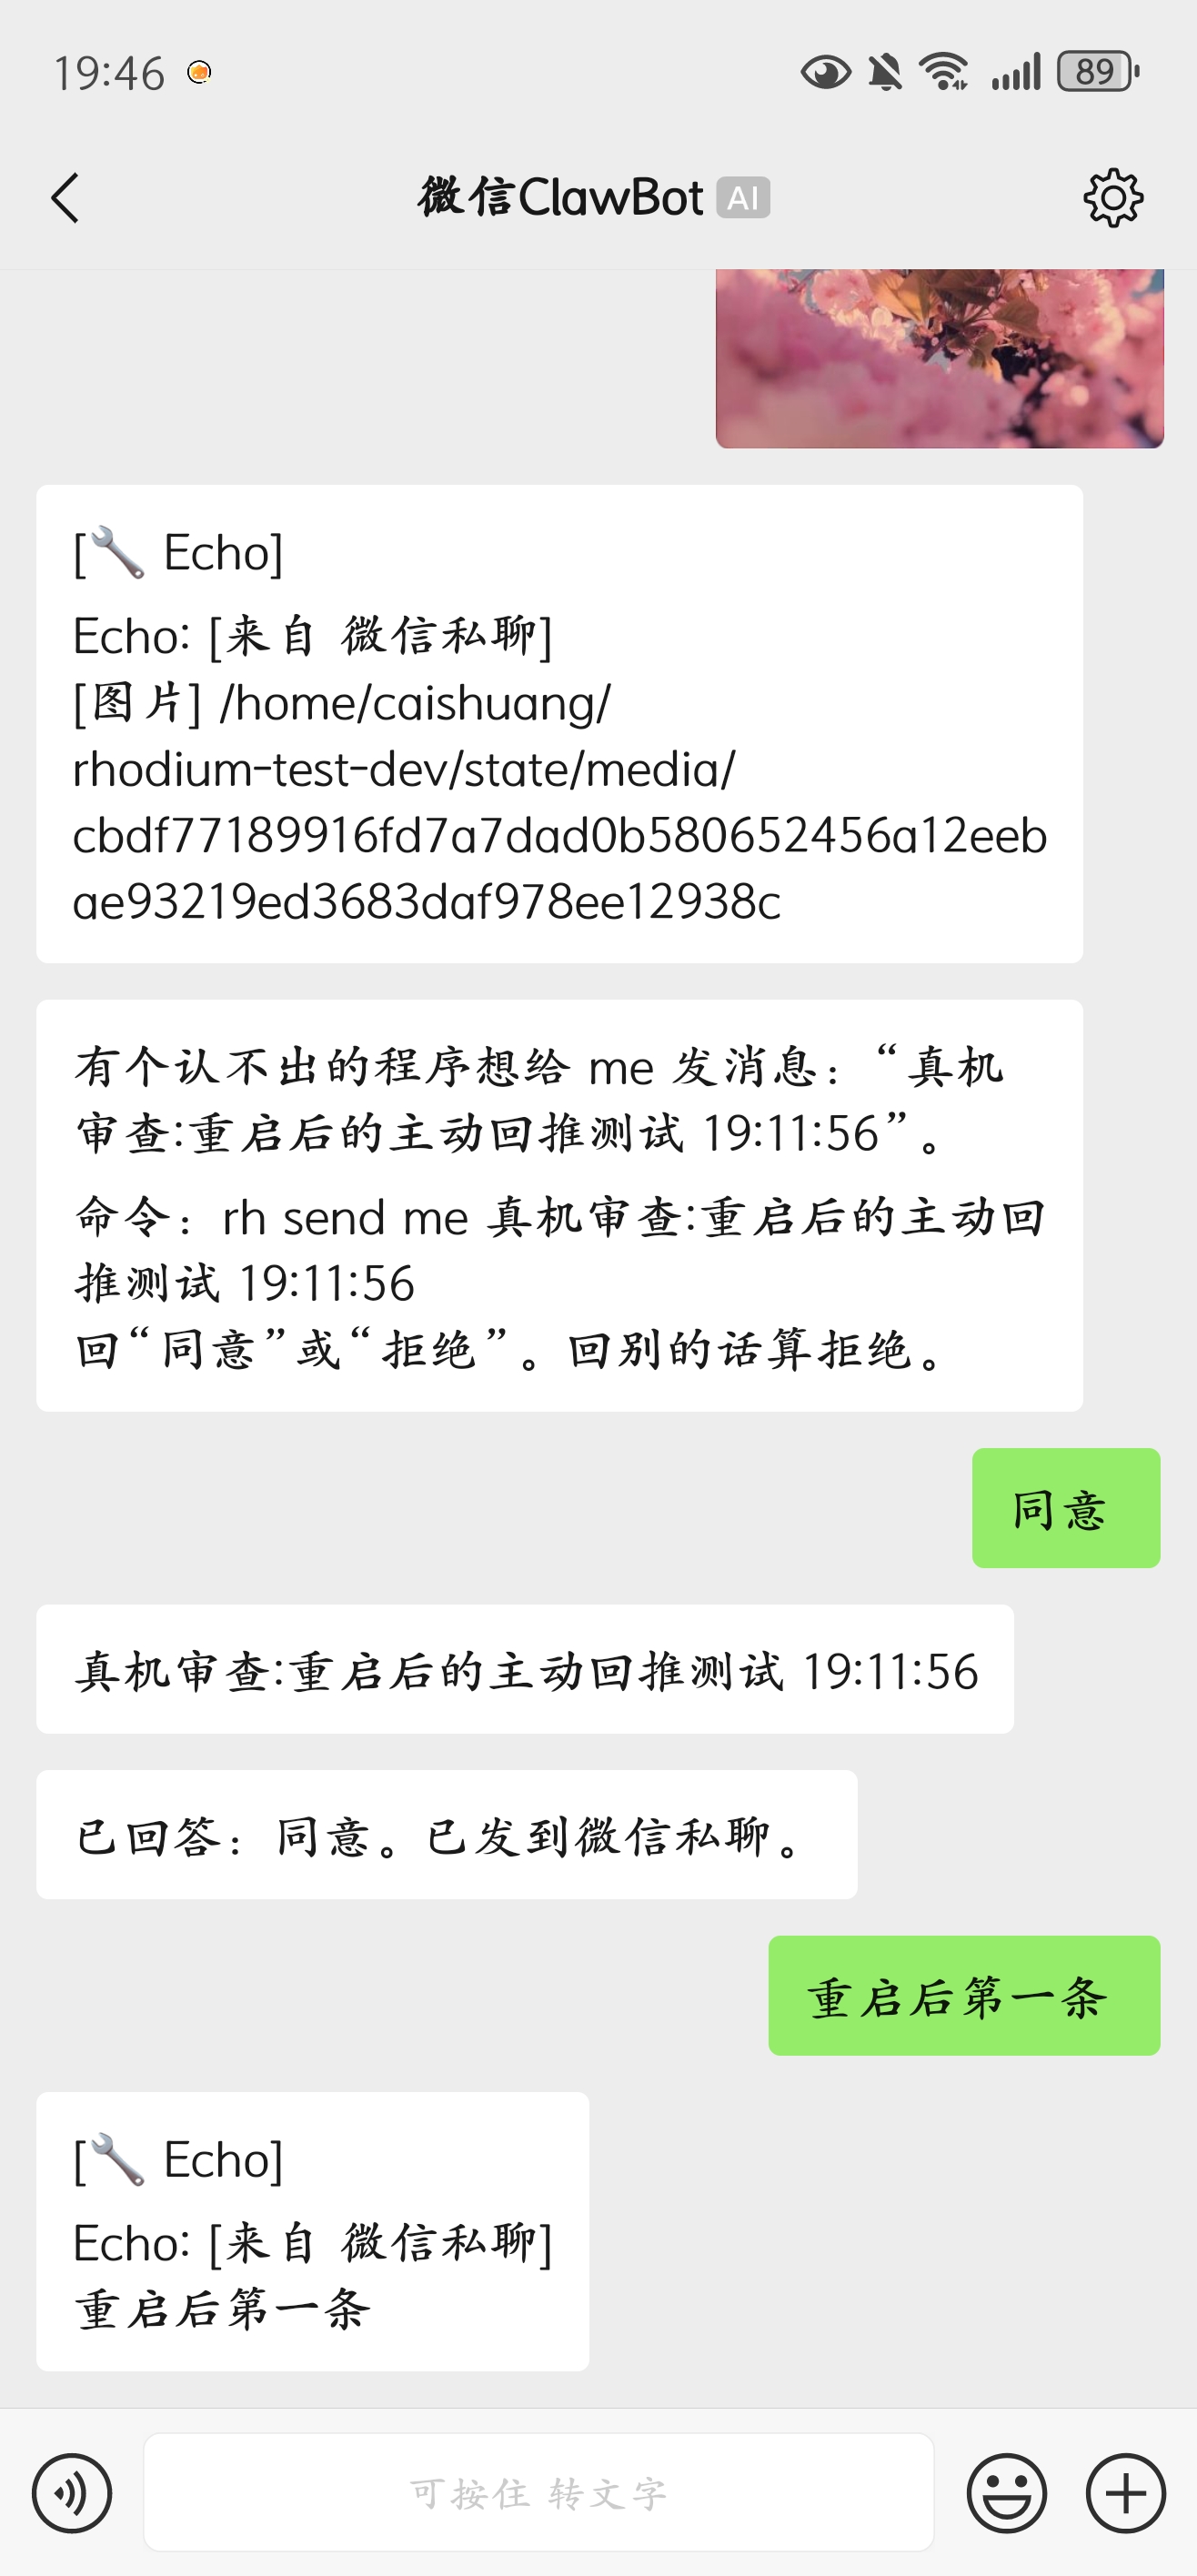 19:46
89
微信ClawBot AI
[🔧 Echo]
Echo: [来自 微信私聊]
[图片] /home/caishuang/
rhodium-test-dev/state/media/
cbdf77189916fd7a7dad0b580652456a12eeb
ae93219ed3683daf978ee12938c
有个认不出的程序想给 me 发消息：“真机
审查:重启后的主动回推测试 19:11:56”。
命令：rh send me 真机审查:重启后的主动回
推测试 19:11:56
回“同意”或“拒绝”。回别的话算拒绝。
同意
真机审查:重启后的主动回推测试 19:11:56
已回答：同意。已发到微信私聊。
重启后第一条
[🔧 Echo]
Echo: [来自 微信私聊]
重启后第一条
可按住 转文字